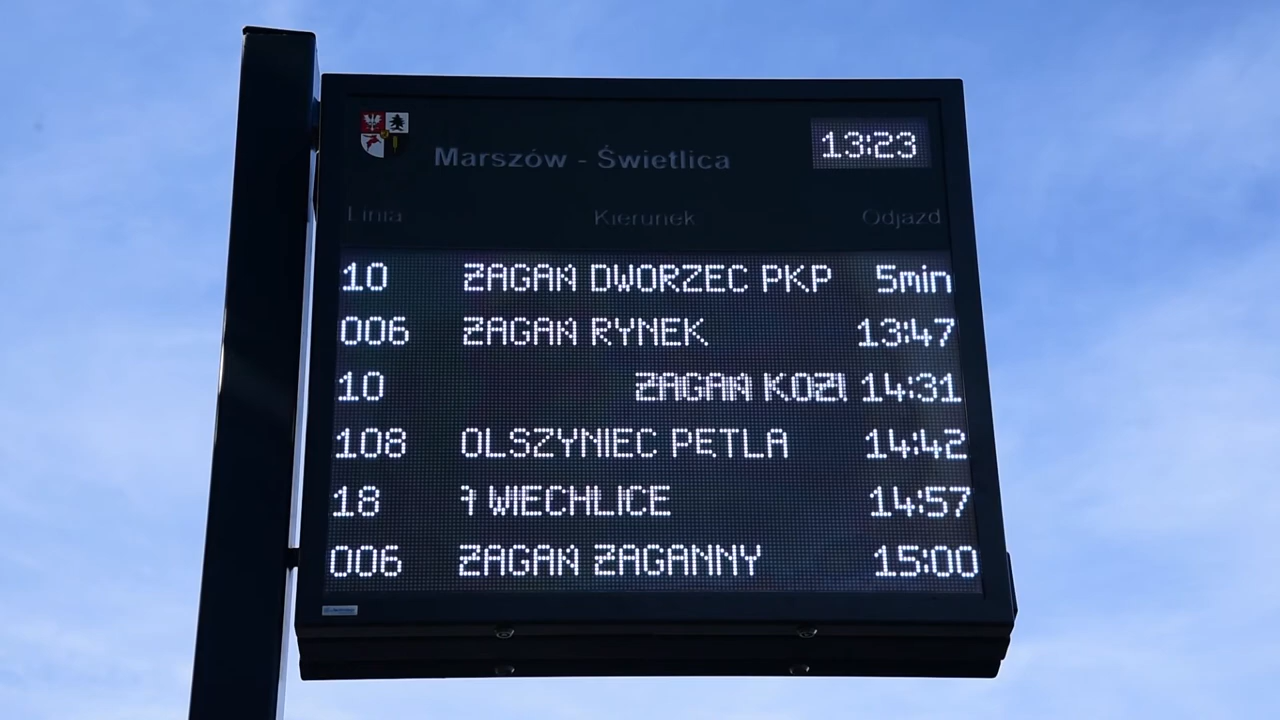 Marszów - Świetlica
13:23
Linia Kierunek Odjazd
10 ŻAGAŃ DWORZEC PKP 5min
006 ŻAGAŃ RYNEK 13:47
10 ŻAGAŃ 14:31
108 OLSZYNIEC PĘTLA 14:42
18 WIECHLICE 14:57
006 ŻAGAŃ ŻAGANNY 15:00